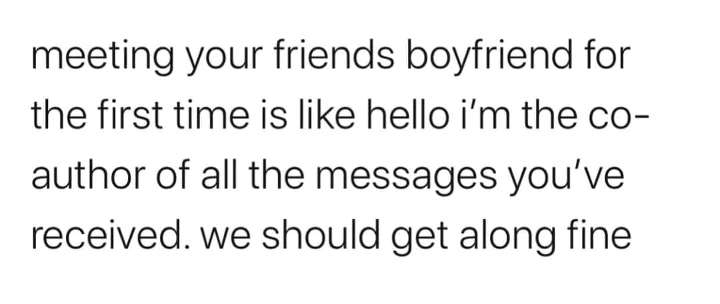 meeting your friends boyfriend for
the first time is like hello i’m the co-
author of all the messages you’ve
received. we should get along fine